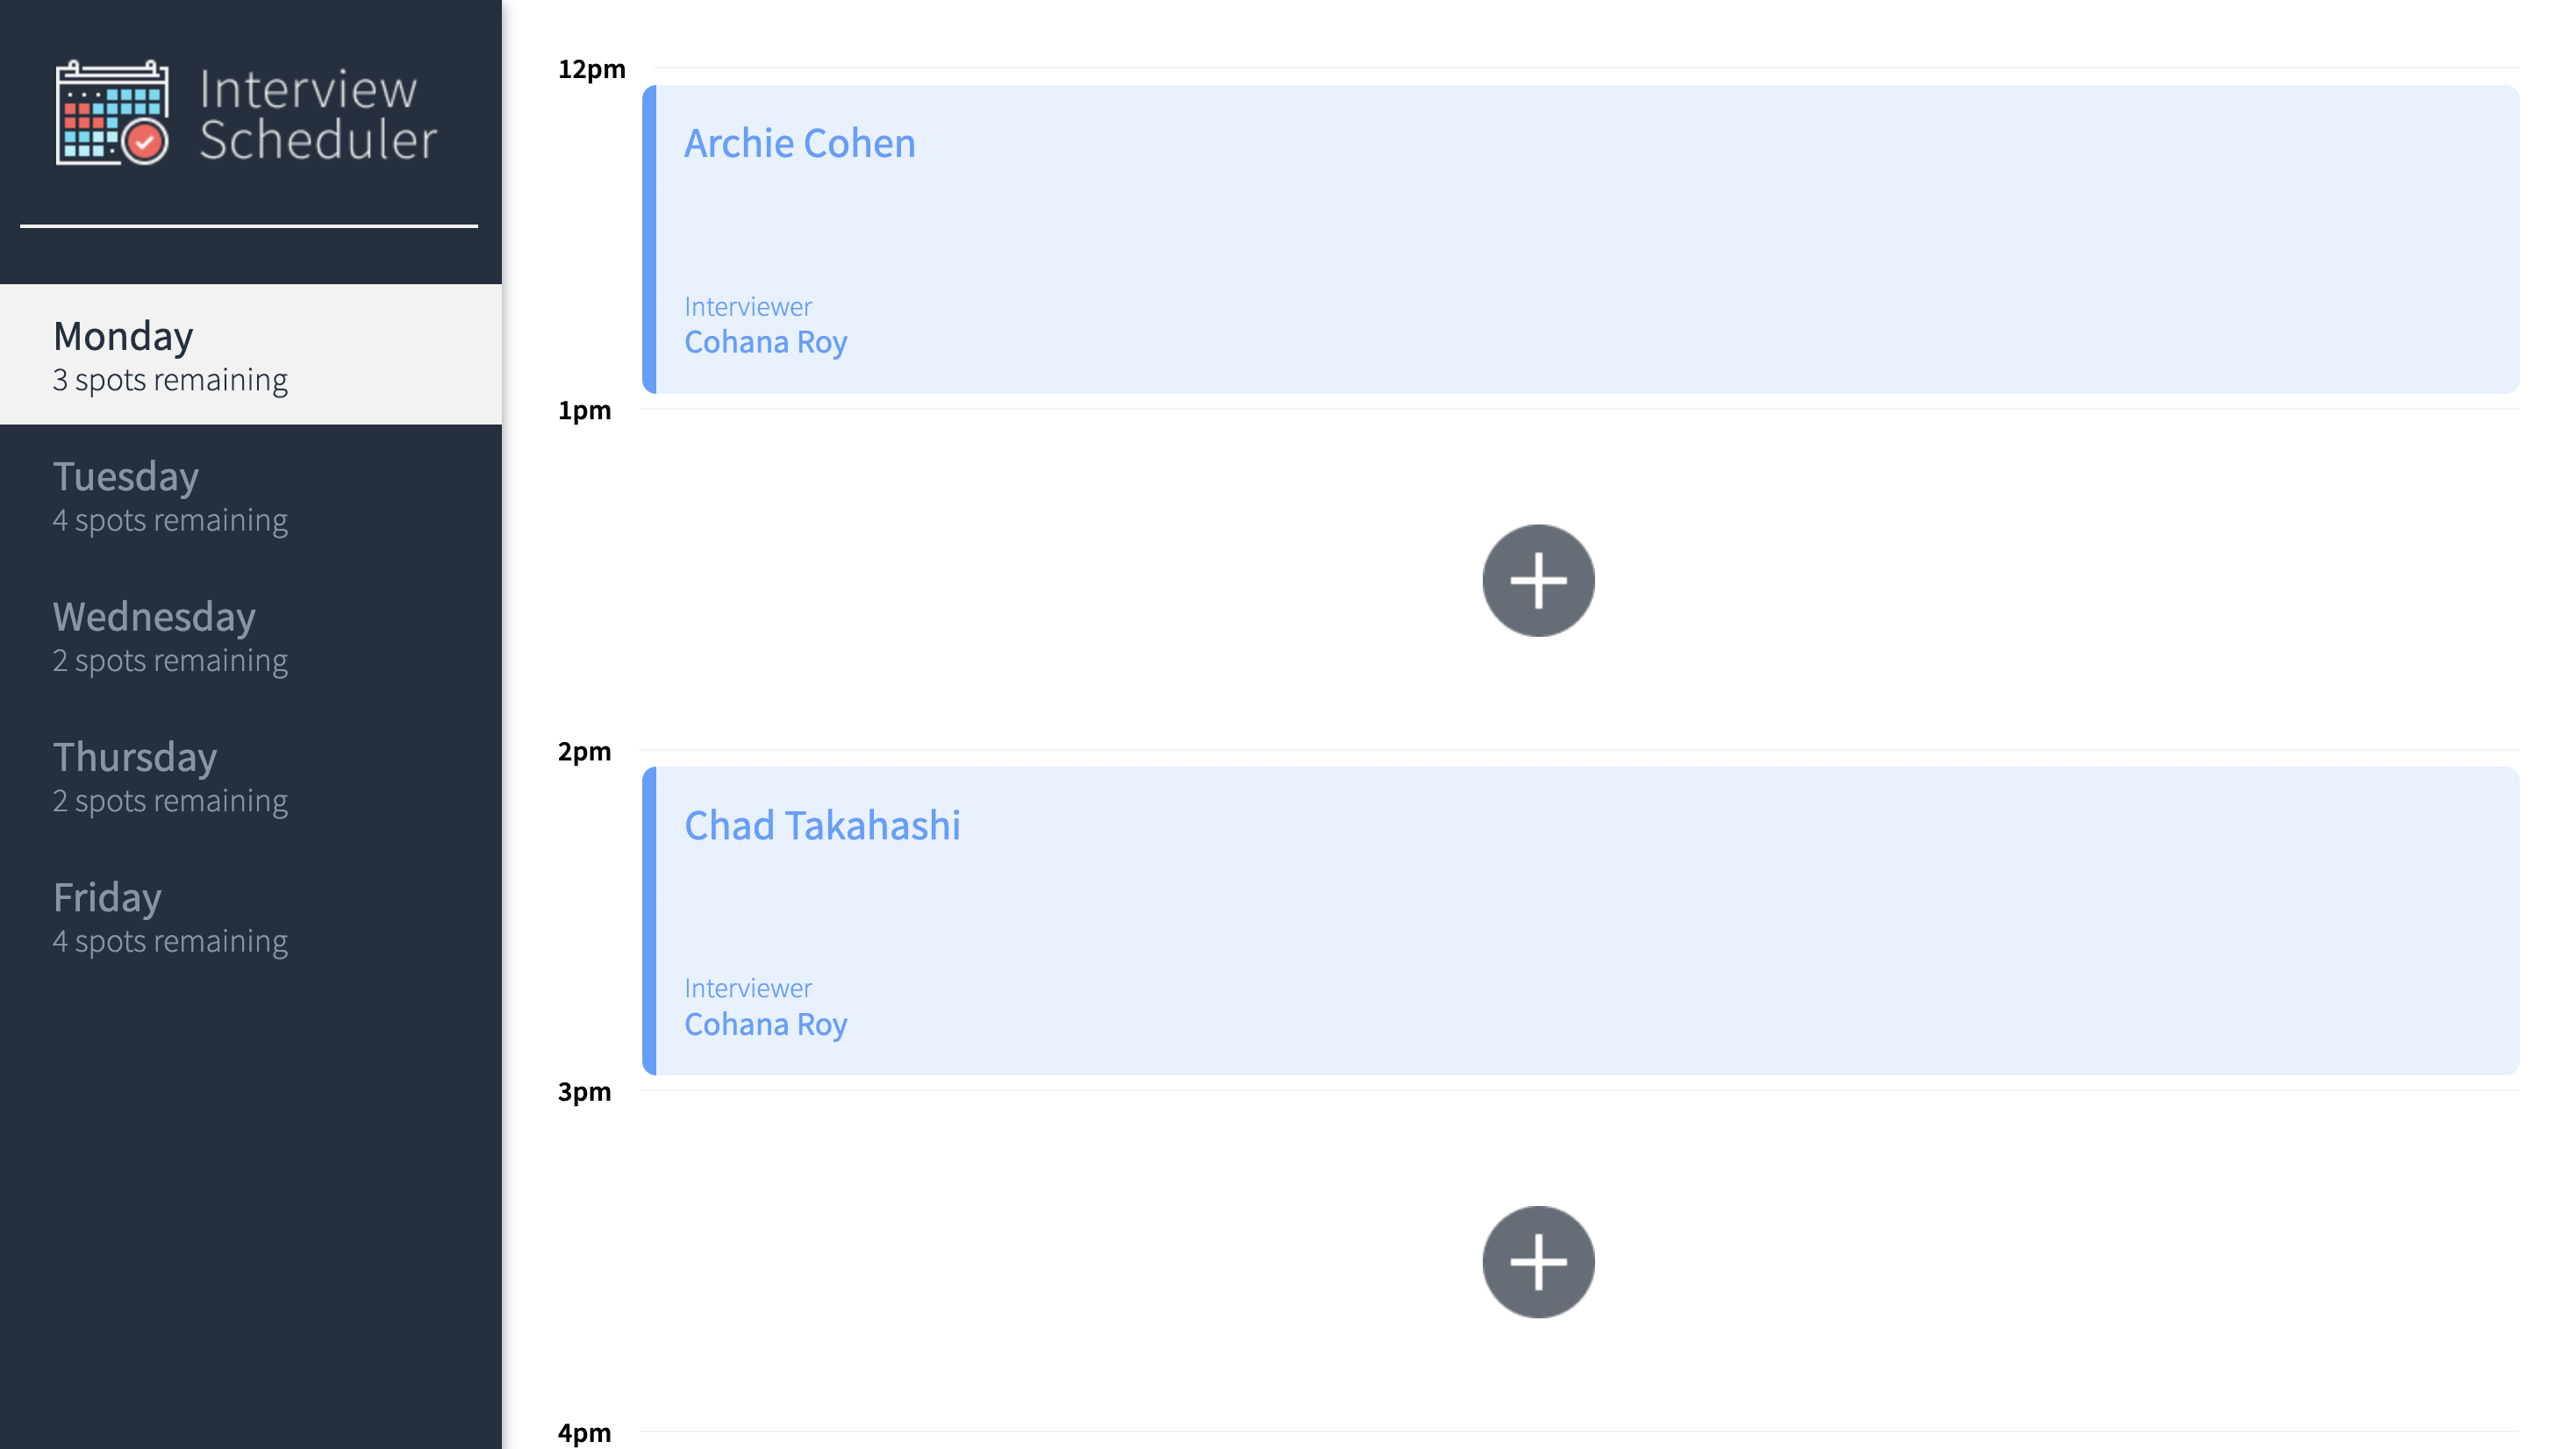 Interview
Scheduler
Monday
3 spots remaining
Tuesday
4 spots remaining
Wednesday
2 spots remaining
Thursday
2 spots remaining
Friday
4 spots remaining
12pm
Archie Cohen
Interviewer
Cohana Roy
1pm
2pm
Chad Takahashi
Interviewer
Cohana Roy
3pm
4pm